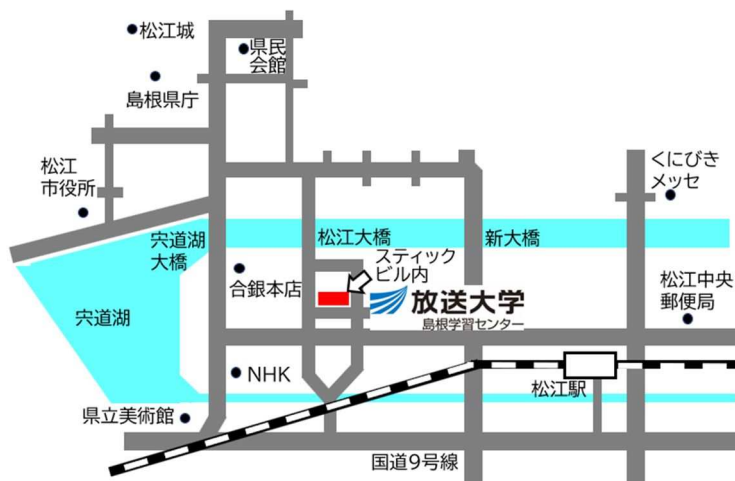 松江城
県民
会館
島根県庁
松江
市役所
くにびき
メッセ
宍道湖
大橋
松江大橋
新大橋
スティック
ビル内
合銀本店
放送大学
島根学習センター
松江中央
郵便局
宍道湖
NHK
松江駅
県立美術館
国道9号線